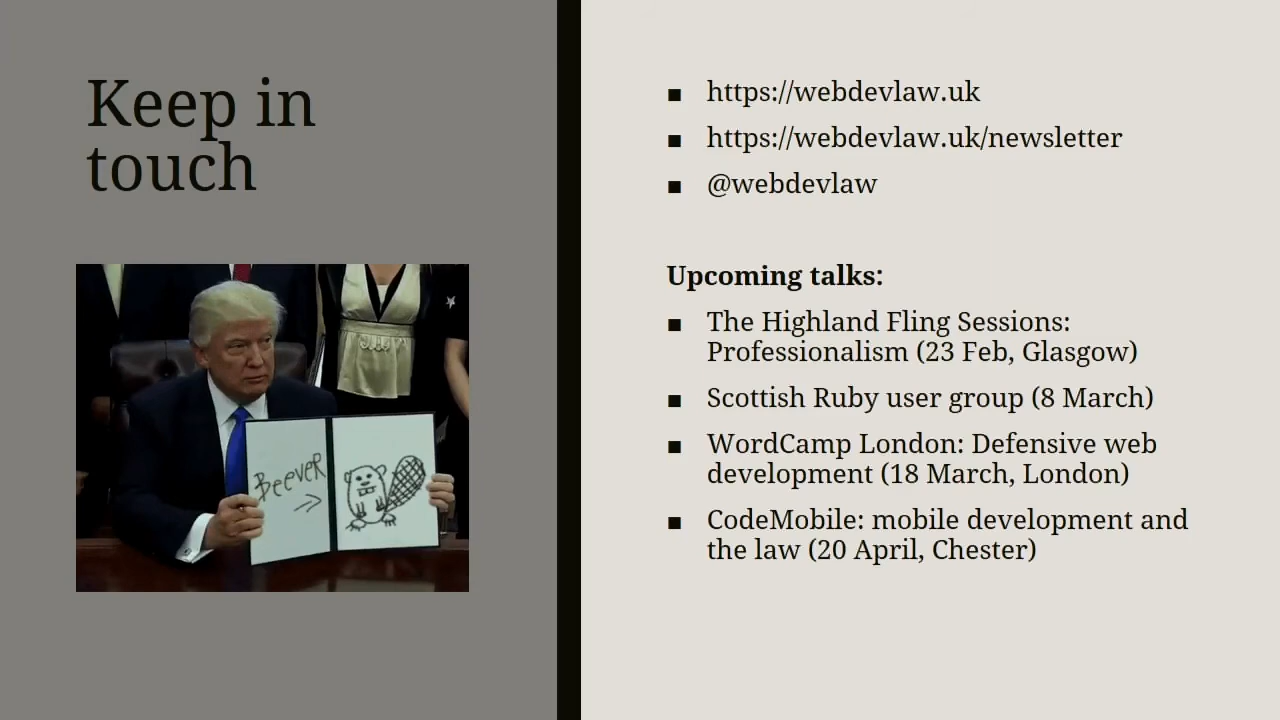 Keep in
touch
Beever
https://webdevlaw.uk
https://webdevlaw.uk/newsletter
@webdevlaw
Upcoming talks:
The Highland Fling Sessions:
Professionalism (23 Feb, Glasgow)
Scottish Ruby user group (8 March)
WordCamp London: Defensive web
development (18 March, London)
CodeMobile: mobile development and
the law (20 April, Chester)